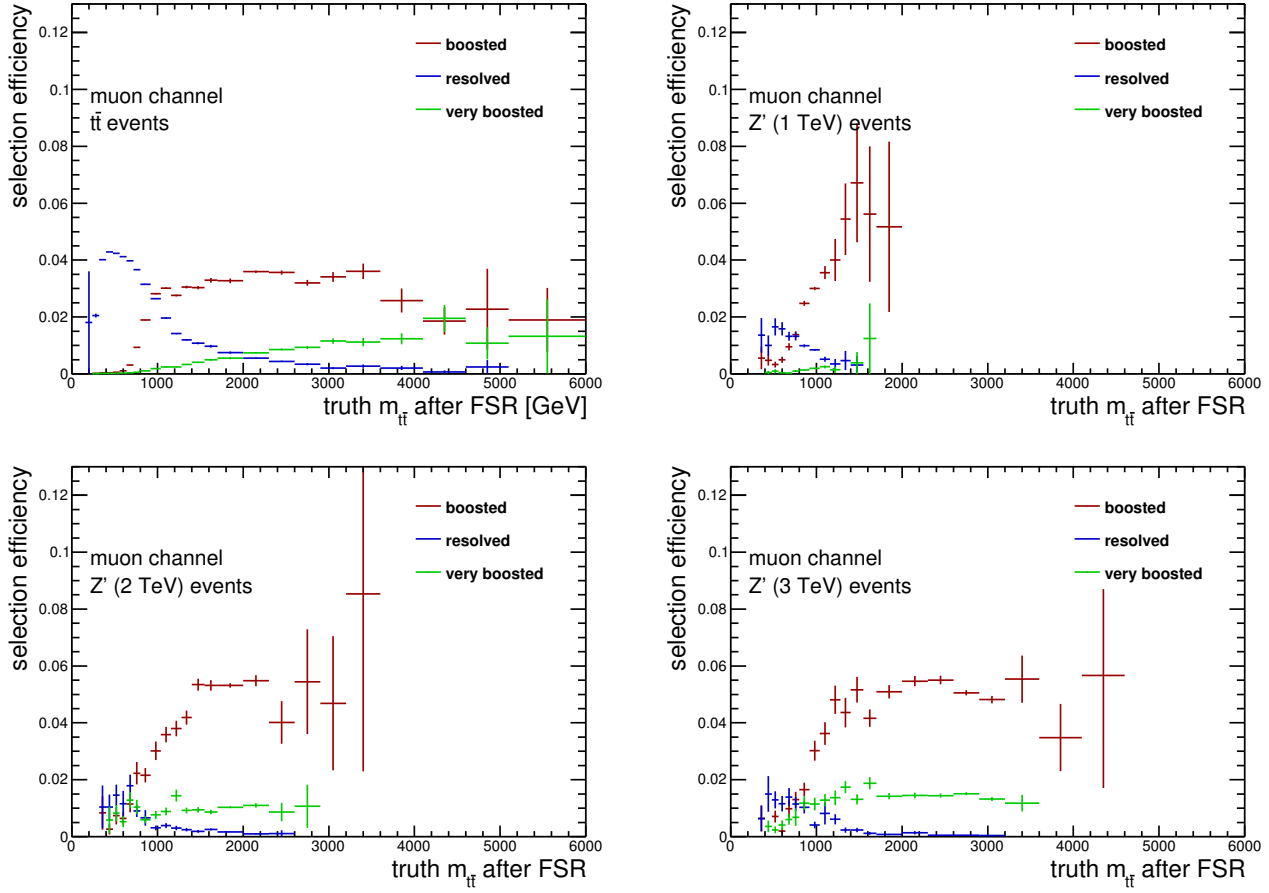 selection efficiency
0.12
0.1
0.08
0.06
0.04
0.02
0
boosted
resolved
very boosted
muon channel
tt̄ events
0 1000 2000 3000 4000 5000 6000
truth m_tt̄ after FSR [GeV]
selection efficiency
0.12
0.1
0.08
0.06
0.04
0.02
0
boosted
resolved
very boosted
muon channel
Z' (1 TeV) events
0 1000 2000 3000 4000 5000 6000
truth m_tt̄ after FSR
selection efficiency
0.12
0.1
0.08
0.06
0.04
0.02
0
boosted
resolved
very boosted
muon channel
Z' (2 TeV) events
0 1000 2000 3000 4000 5000 6000
truth m_tt̄ after FSR
selection efficiency
0.12
0.1
0.08
0.06
0.04
0.02
0
boosted
resolved
very boosted
muon channel
Z' (3 TeV) events
0 1000 2000 3000 4000 5000 6000
truth m_tt̄ after FSR